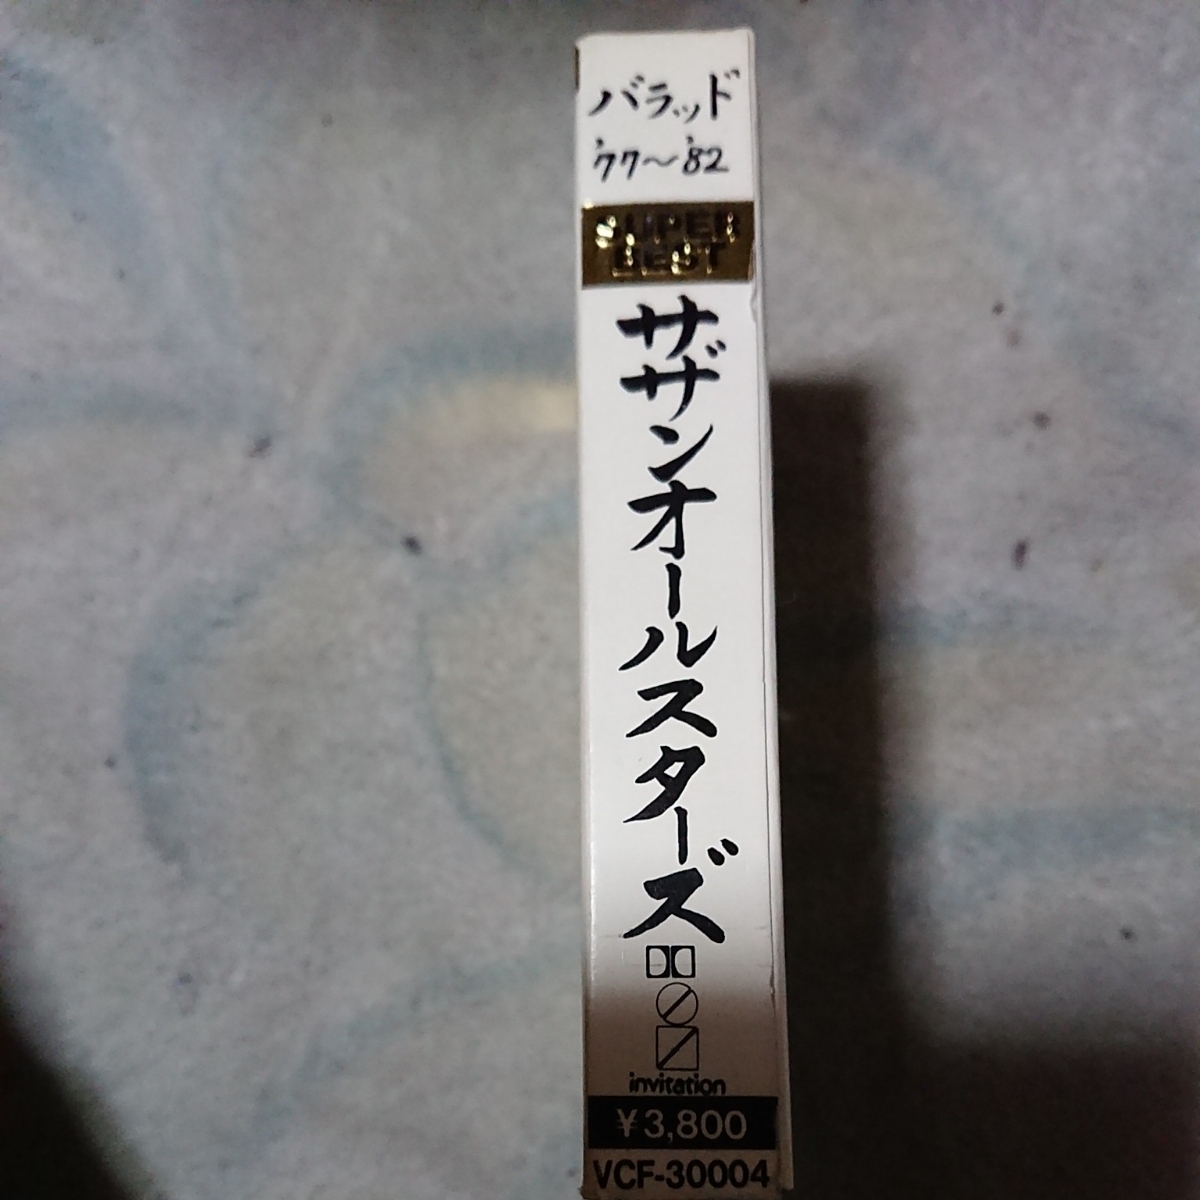 バラッド
'77〜'82
SUPER
BEST
サザンオールスターズ
invitation
¥3,800
VCF-30004